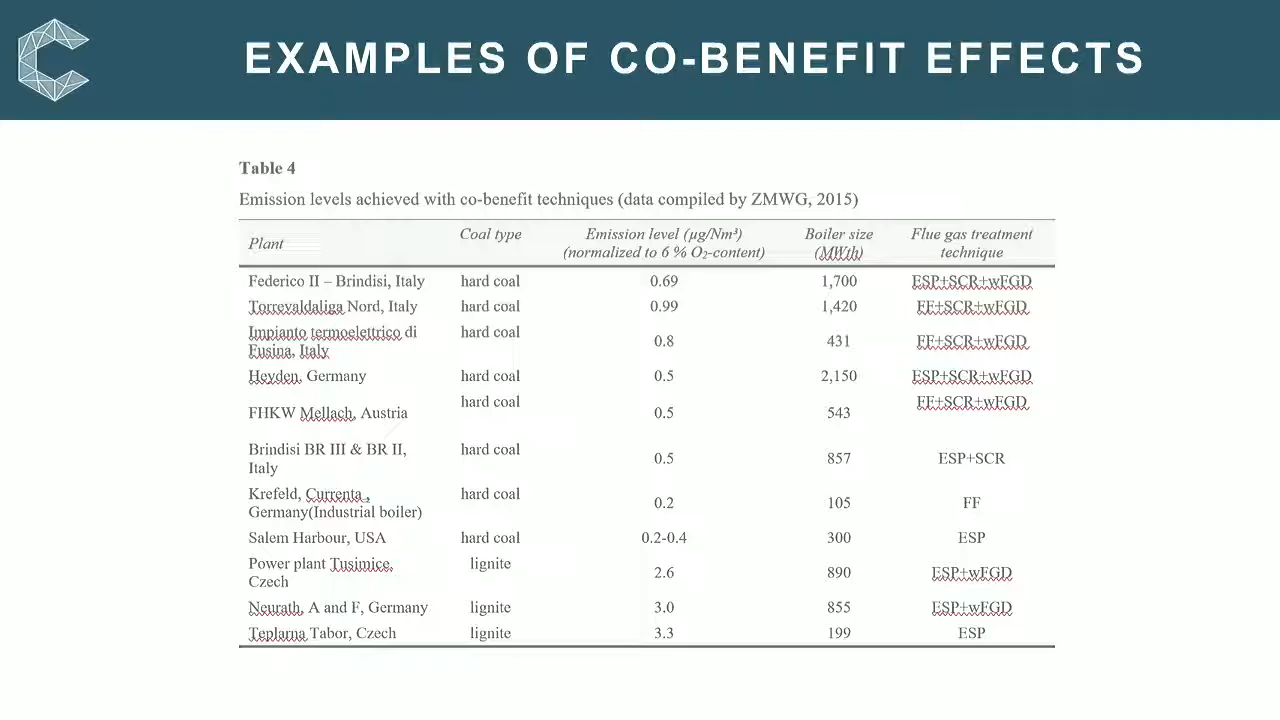 EXAMPLES OF CO-BENEFIT EFFECTS
Table 4
Emission levels achieved with co-benefit techniques (data compiled by ZMWG, 2015)
Plant Coal type Emission level (µg/Nm³) Boiler size Flue gas treatment
(normalized to 6 % O₂-content) (MWth) technique
Federico II – Brindisi, Italy hard coal 0.69 1,700 ESP+SCR+wFGD
Torrevaldaliga Nord, Italy hard coal 0.99 1,420 FF+SCR+wFGD
Impianto termoelettrico di hard coal
Fusina, Italy 0.8 431 FF+SCR+wFGD
Heyden, Germany hard coal 0.5 2,150 ESP+SCR+wFGD
FHKW Mellach, Austria hard coal 0.5 543 FF+SCR+wFGD
Brindisi BR III & BR II, hard coal
Italy 0.5 857 ESP+SCR
Krefeld, Currenta , hard coal
Germany(Industrial boiler) 0.2 105 FF
Salem Harbour, USA hard coal 0.2-0.4 300 ESP
Power plant Tusimice, lignite
Czech 2.6 890 ESP+wFGD
Neurath, A and F, Germany lignite 3.0 855 ESP+wFGD
Teplarna Tabor, Czech lignite 3.3 199 ESP